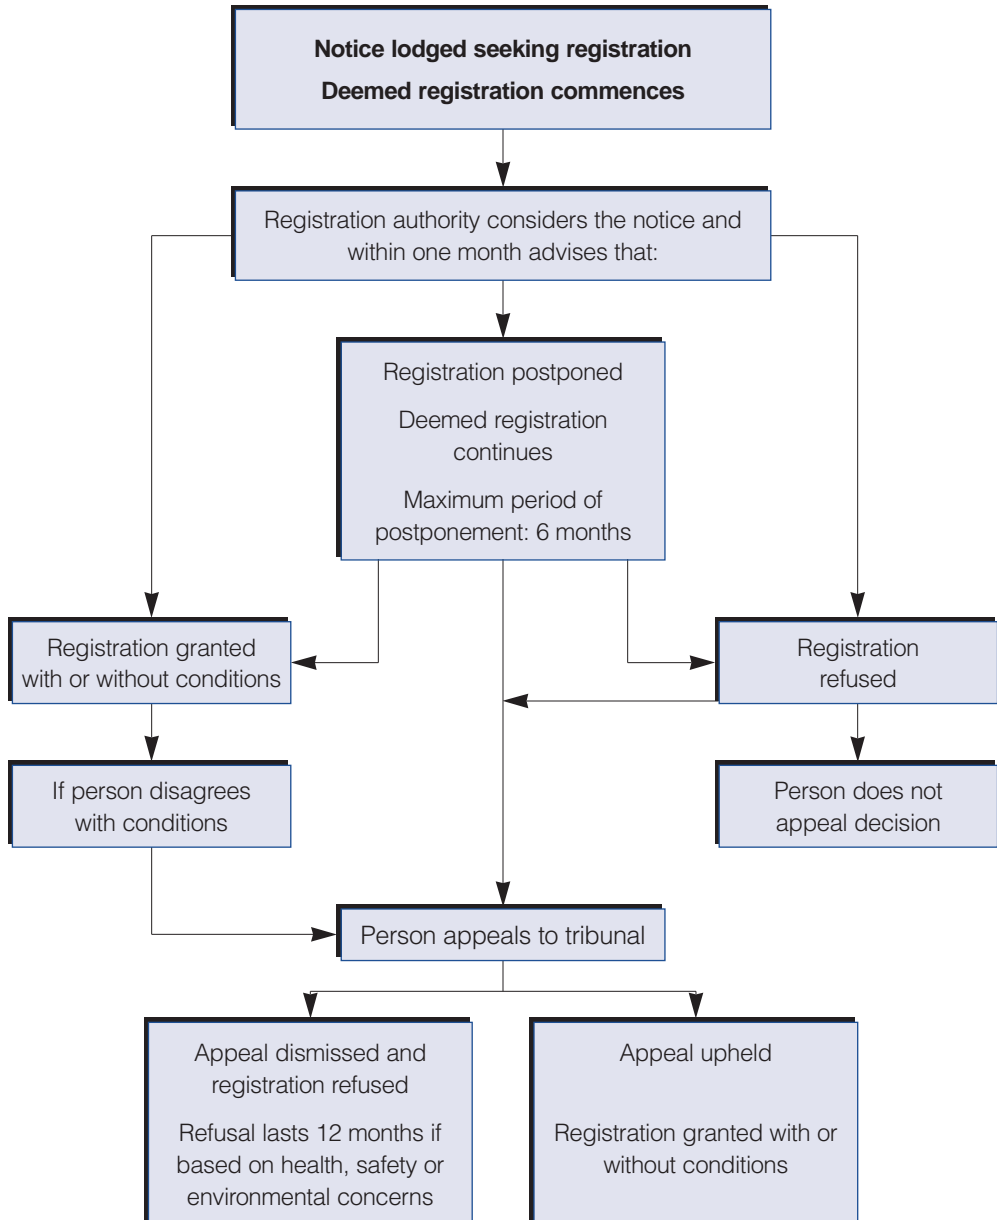 Notice lodged seeking registration
Deemed registration commences
Registration authority considers the notice and
within one month advises that:
Registration postponed
Deemed registration
continues
Maximum period of
postponement: 6 months
Registration granted
with or without conditions
Registration
refused
If person disagrees
with conditions
Person does not
appeal decision
Person appeals to tribunal
Appeal dismissed and
registration refused
Refusal lasts 12 months if
based on health, safety or
environmental concerns
Appeal upheld
Registration granted with or
without conditions